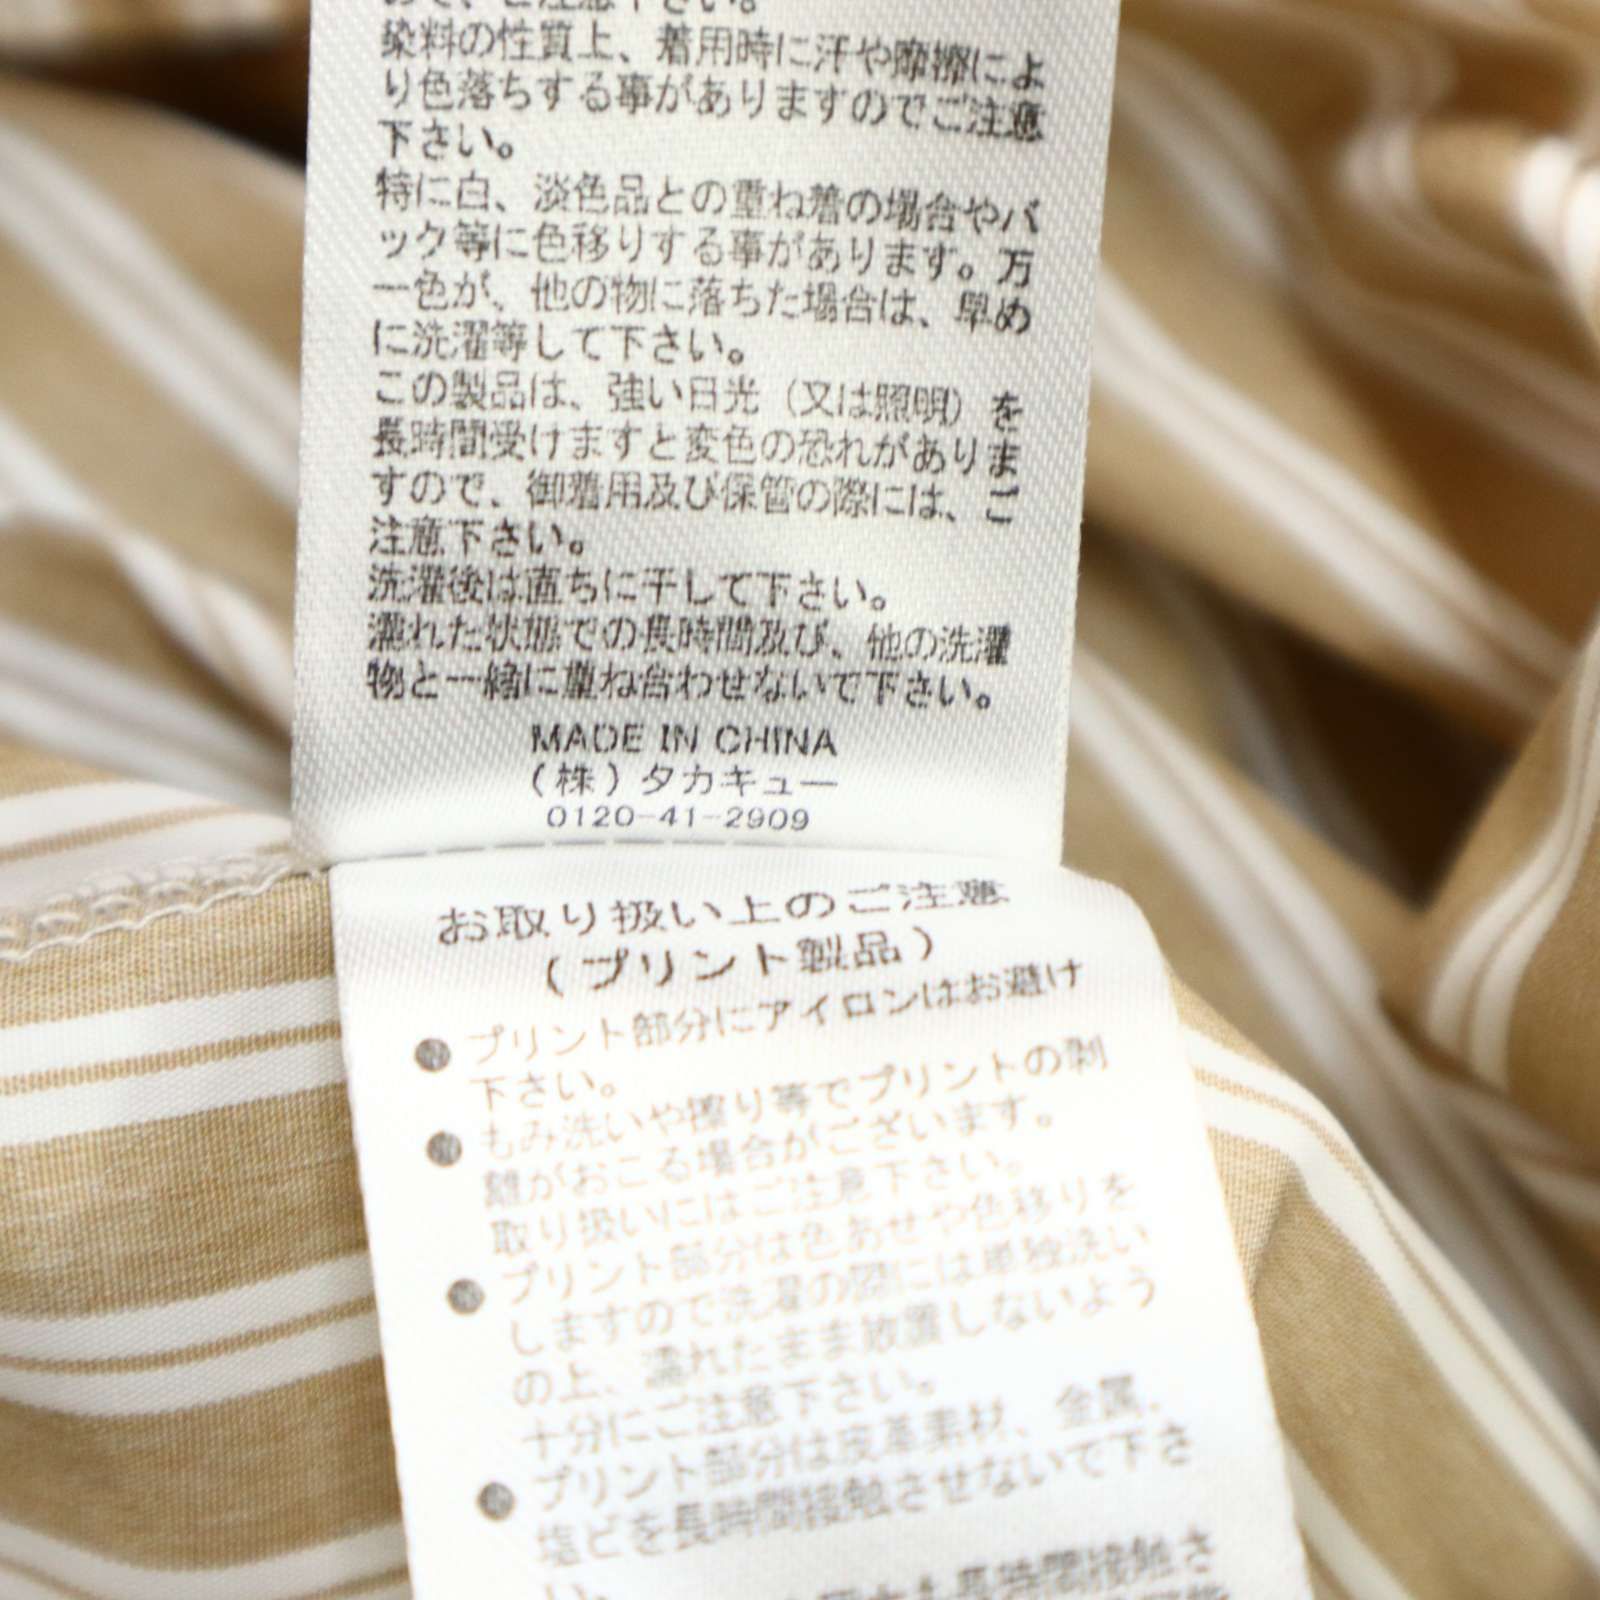 ので、ご注意下さい。
染料の性質上、着用時に汗や摩擦によ
り色落ちする事がありますのでご注意
下さい。
特に白、淡色品との重ね着の場合やバ
ック等に色移りする事があります。万
一色が、他の物に落ちた場合は、早め
に洗濯等して下さい。
この製品は、強い日光（又は照明）を
長時間受けますと変色の恐れがありま
すので、御着用及び保管の際には、ご
注意下さい。
洗濯後は直ちに干して下さい。
濡れた状態での長時間及び、他の洗濯
物と一緒に重ね合わせないで下さい。
MADE IN CHINA
(株)タカキュー
0120-41-2909
お取り扱い上のご注意
(プリント製品)
●プリント部分にアイロンはお避け
下さい。
●もみ洗いや擦り等でプリントの剥
離がおこる場合がございます。
取り扱いにはご注意下さい。
●プリント部分は色あせや色移りを
しますので洗濯の際には単独洗い
の上、濡れたまま放置しないよう
十分にご注意下さい。
●プリント部分は皮革素材、金属、
塩ビを長時間接触させないで下さ
い。
長時間接触さ